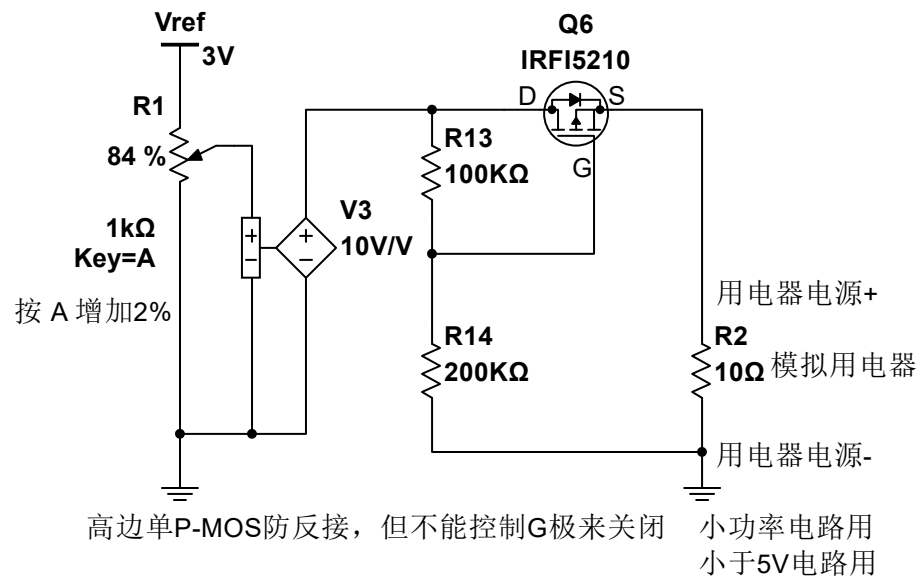 Vref
3V
Q6
IRFI5210
D
S
G
R1
84 %
R13
100KΩ
V3
10V/V
1kΩ
Key=A
按 A 增加2%
用电器电源+
R14
200KΩ
R2
10Ω 模拟用电器
用电器电源-
高边单P-MOS防反接，但不能控制G极来关闭
小功率电路用
小于5V电路用